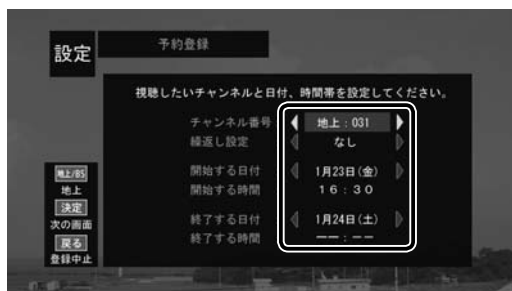 設定
予約登録
視聴したいチャンネルと日付、時間帯を設定してください。
チャンネル番号 地上：031
繰返し設定 なし
開始する日付 1月23日(金)
開始する時間 16：30
終了する日付 1月24日(土)
終了する時間 －－：－－
地上/BS
地上
決定
次の画面
戻る
登録中止